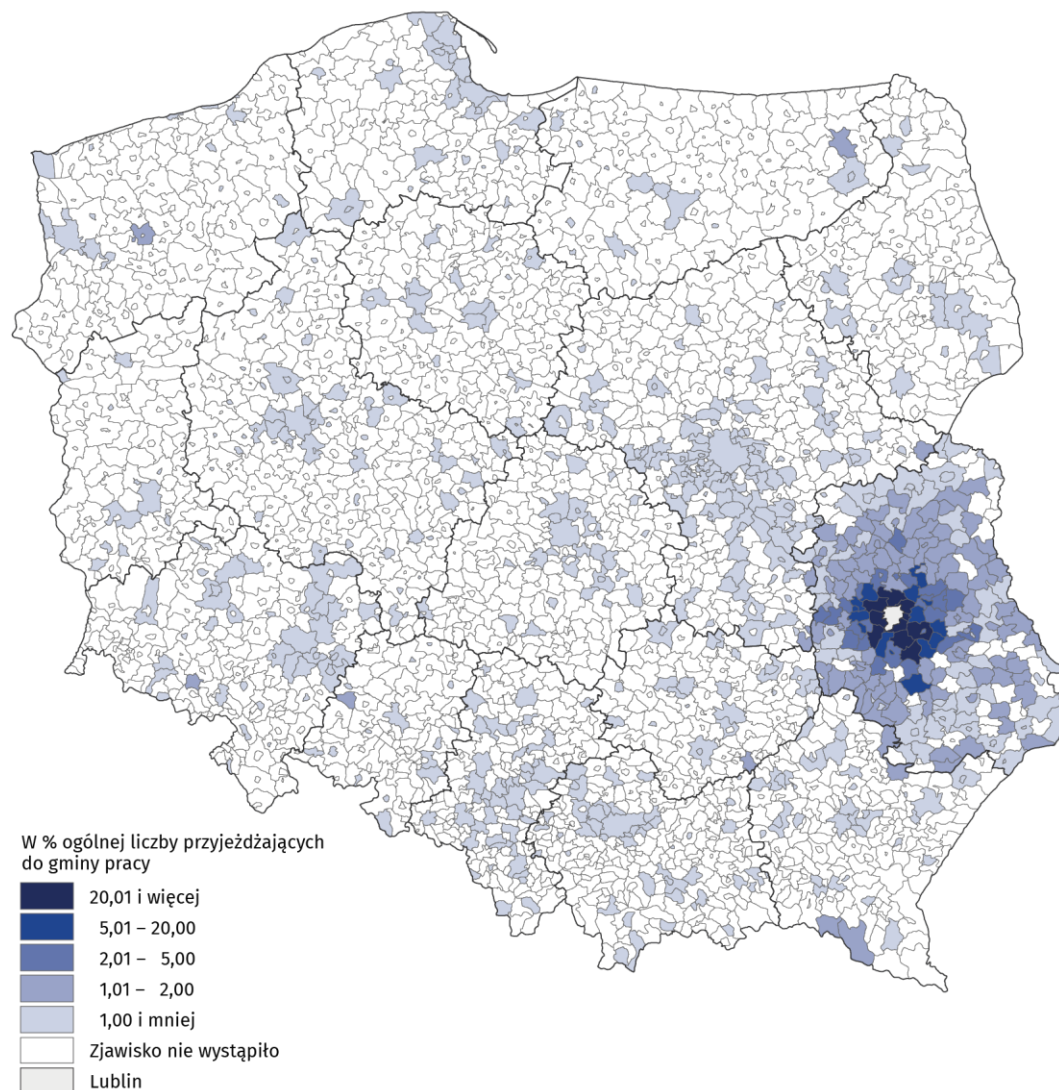 W % ogólnej liczby przyjeżdżających
do gminy pracy
20,01 i więcej
5,01 – 20,00
2,01 – 5,00
1,01 – 2,00
1,00 i mniej
Zjawisko nie wystąpiło
Lublin